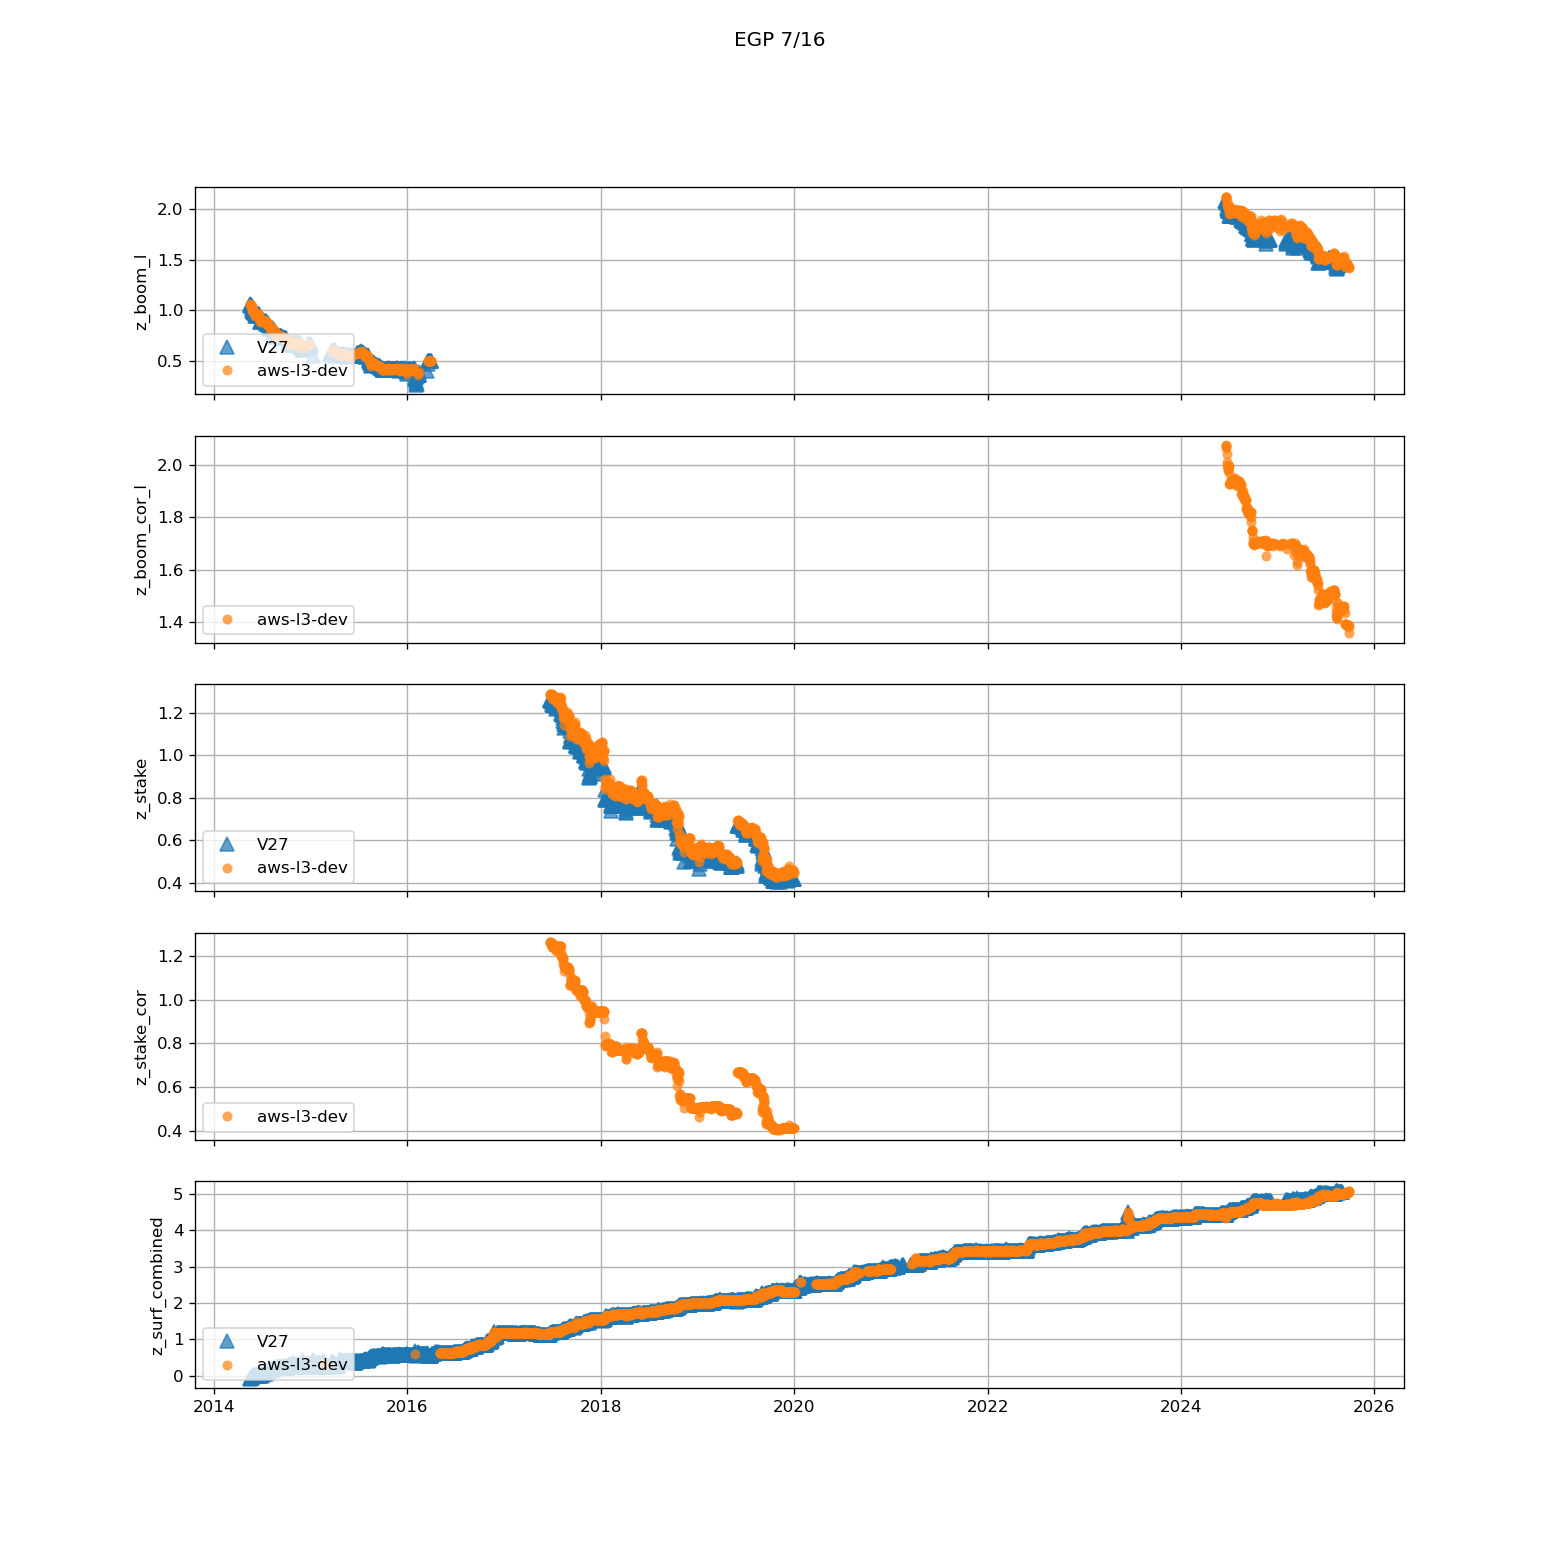 EGP 7/16
z_boom_l
2.0
1.5
1.0
0.5
V27
aws-l3-dev
z_boom_cor_l
2.0
1.8
1.6
1.4
aws-l3-dev
z_stake
1.2
1.0
0.8
0.6
0.4
V27
aws-l3-dev
z_stake_cor
1.2
1.0
0.8
0.6
0.4
aws-l3-dev
z_surf_combined
5
4
3
2
1
0
V27
aws-l3-dev
2014 2016 2018 2020 2022 2024 2026